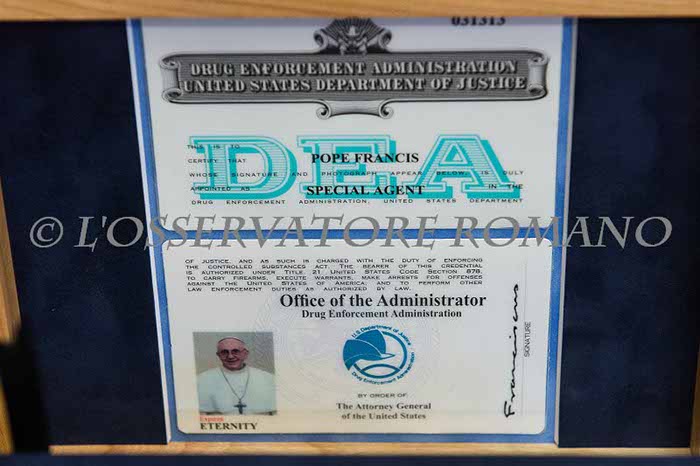 031313
DRUG ENFORCEMENT ADMINISTRATION
UNITED STATES DEPARTMENT OF JUSTICE
DEA
THIS IS TO
CERTIFY THAT POPE FRANCIS
WHOSE SIGNATURE AND PHOTOGRAPH APPEAR BELOW, IS DULY
APPOINTED AS SPECIAL AGENT IN THE
DRUG ENFORCEMENT ADMINISTRATION, UNITED STATES DEPARTMENT
© L'OSSERVATORE ROMANO ®
OF JUSTICE, AND AS SUCH IS CHARGED WITH THE DUTY OF ENFORCING
THE CONTROLLED SUBSTANCES ACT. THE BEARER OF THIS CREDENTIAL
IS AUTHORIZED UNDER TITLE 21 UNITED STATES CODE SECTION 878,
TO CARRY FIREARMS, EXECUTE WARRANTS, MAKE ARRESTS FOR OFFENSES
AGAINST THE UNITED STATES OF AMERICA, AND TO PERFORM OTHER
LAW ENFORCEMENT DUTIES AS AUTHORIZED BY LAW.
Office of the Administrator
Drug Enforcement Administration
U.S. Department of Justice
Drug Enforcement Administration
BY ORDER OF:
The Attorney General
of the United States
Expires:
ETERNITY
Franciscus
SIGNATURE